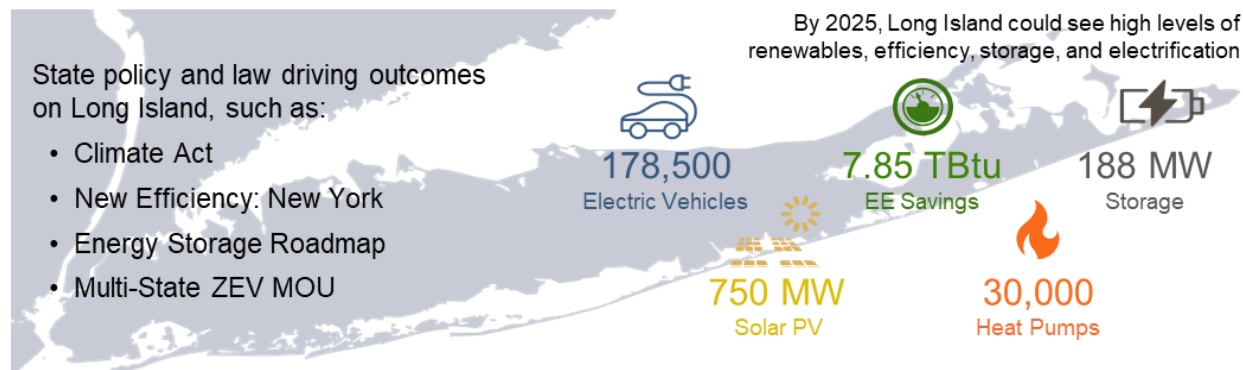 By 2025, Long Island could see high levels of
renewables, efficiency, storage, and electrification
State policy and law driving outcomes
on Long Island, such as:
• Climate Act
• New Efficiency: New York
• Energy Storage Roadmap
• Multi-State ZEV MOU
178,500
Electric Vehicles
7.85 TBtu
EE Savings
188 MW
Storage
750 MW
Solar PV
30,000
Heat Pumps